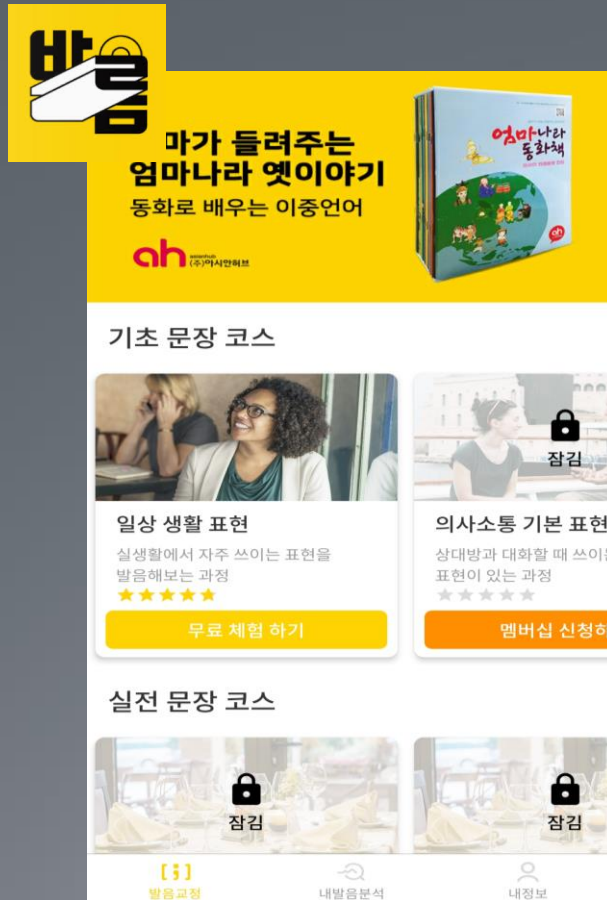 바름
마가 들려주는
엄마나라 옛이야기
동화로 배우는 이중언어
ah asianhub
(주)아시안허브
엄마나라
동화책
ah
기초 문장 코스
잠김
일상 생활 표현
실생활에서 자주 쓰이는 표현을
발음해보는 과정
무료 체험 하기
의사소통 기본 표현
상대방과 대화할 때 쓰이
표현이 있는 과정
멤버십 신청하
실전 문장 코스
잠김
잠김
발음교정
내발음분석
내정보